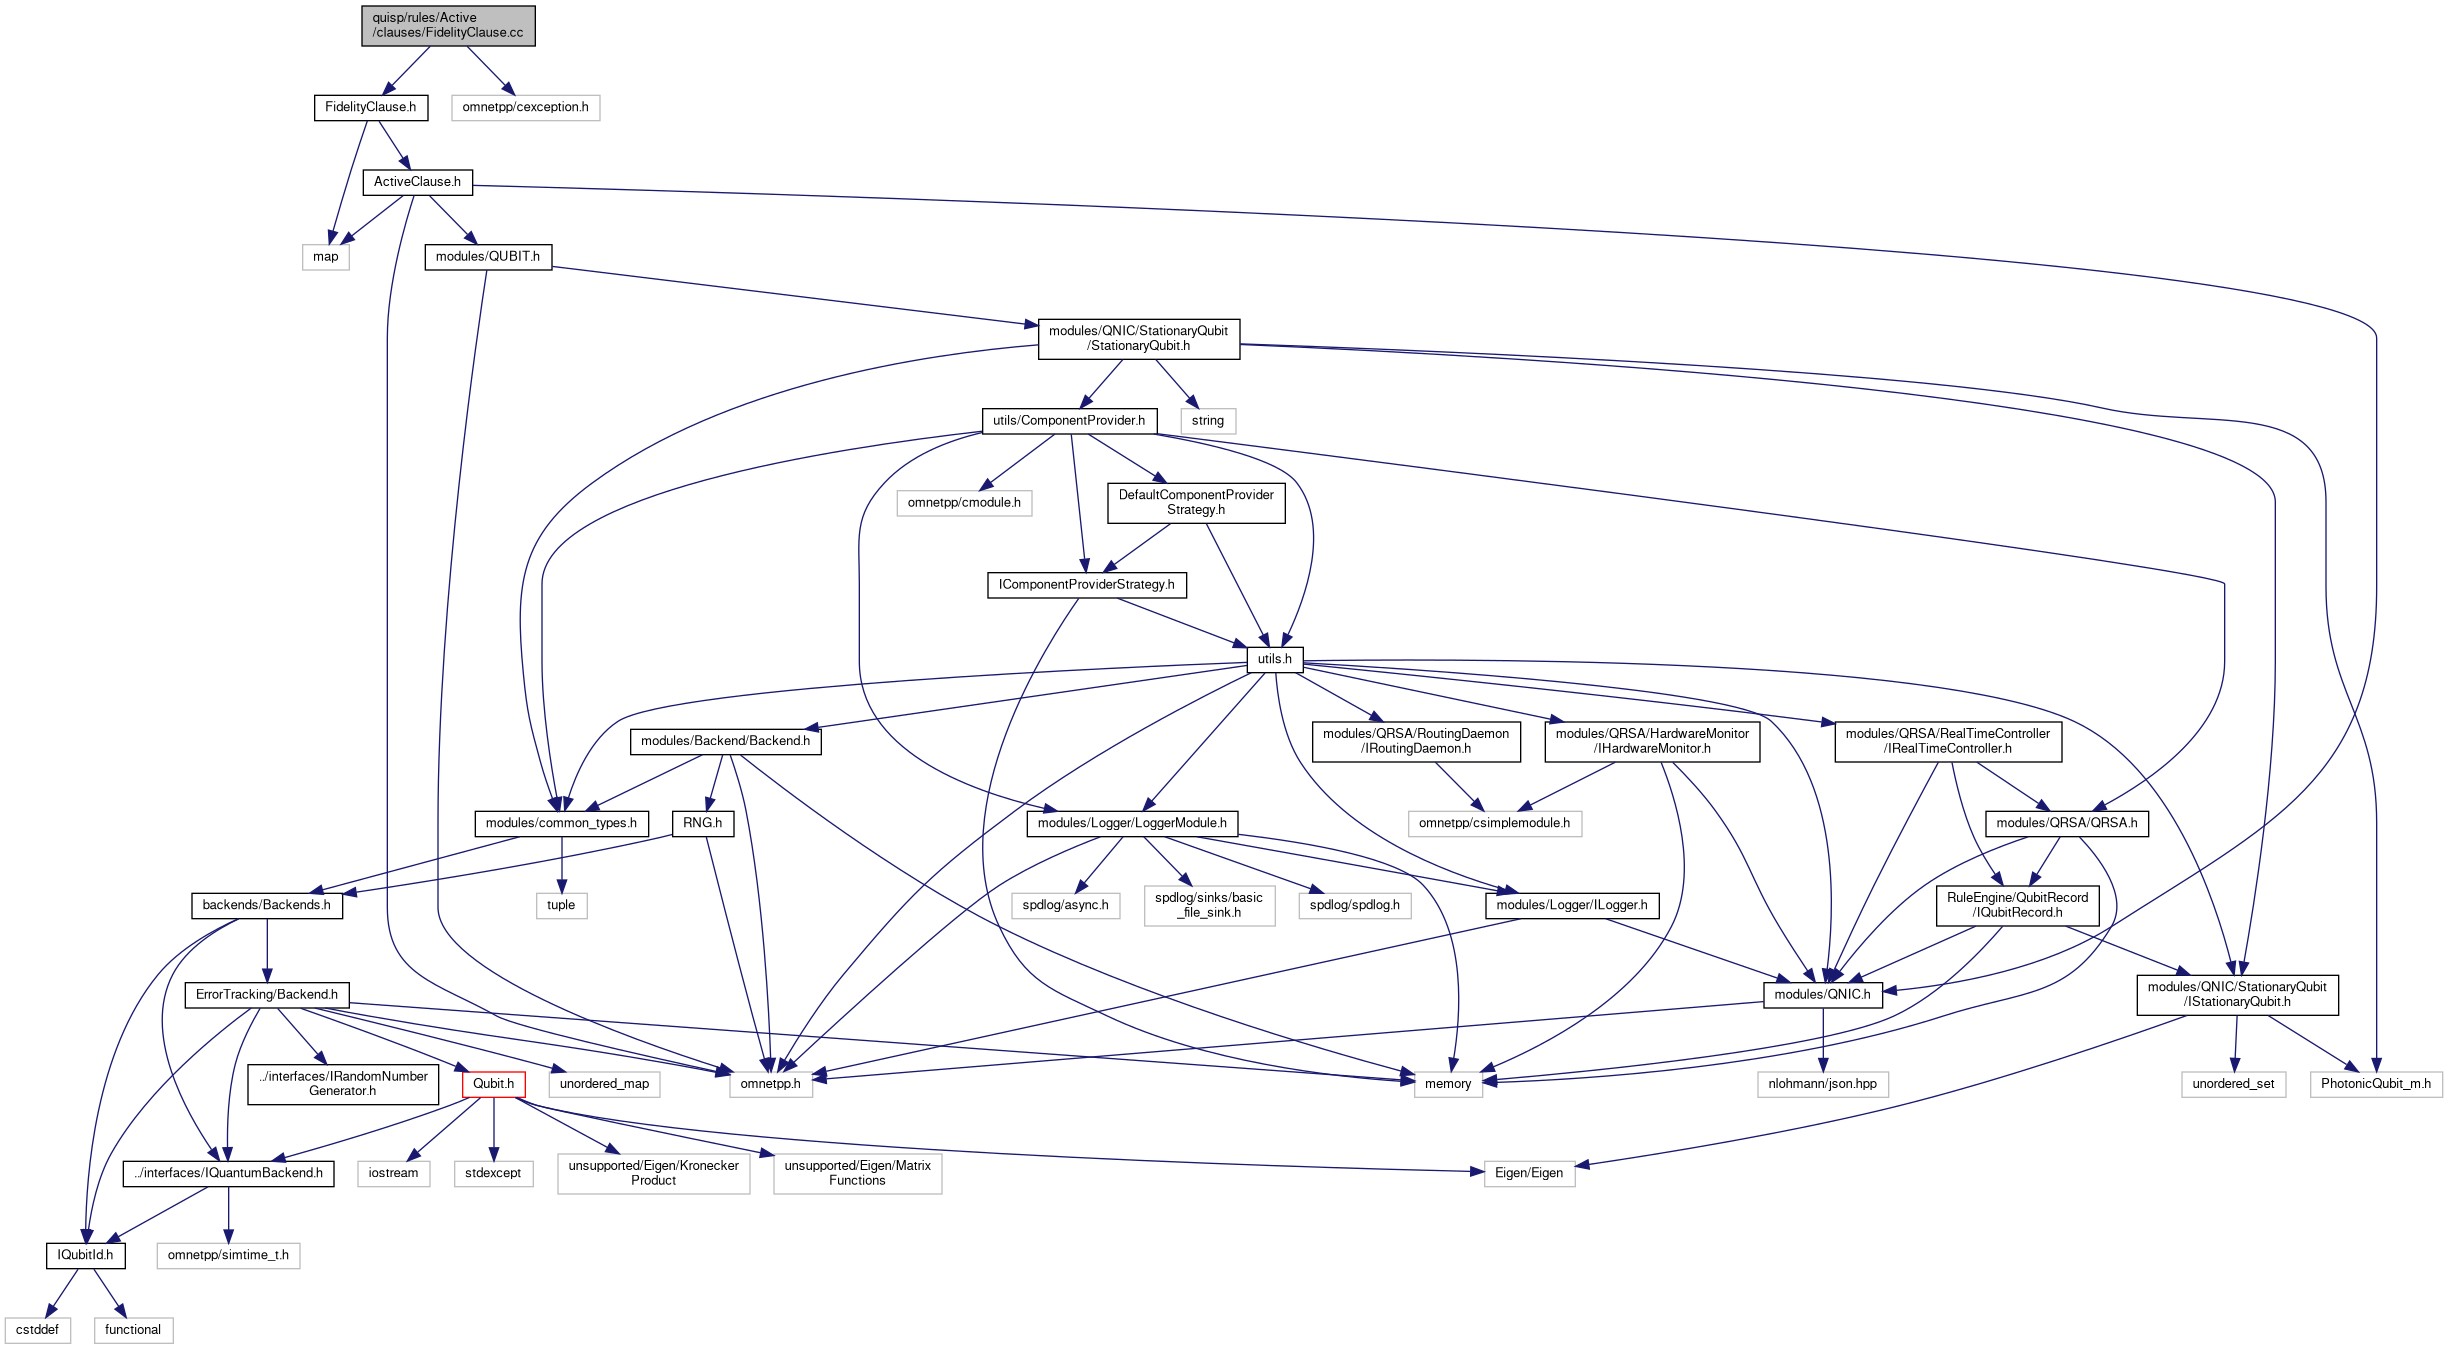 quisp/rules/Active
/clauses/FidelityClause.cc
FidelityClause.h
omnetpp/cexception.h
ActiveClause.h
map
modules/QUBIT.h
modules/QNIC/StationaryQubit
/StationaryQubit.h
utils/ComponentProvider.h
string
omnetpp/cmodule.h
DefaultComponentProvider
Strategy.h
IComponentProviderStrategy.h
utils.h
modules/Backend/Backend.h
modules/QRSA/RoutingDaemon
/IRoutingDaemon.h
modules/QRSA/HardwareMonitor
/IHardwareMonitor.h
modules/QRSA/RealTimeController
/IRealTimeController.h
modules/common_types.h
RNG.h
modules/Logger/LoggerModule.h
omnetpp/csimplemodule.h
modules/QRSA/QRSA.h
backends/Backends.h
tuple
spdlog/async.h
spdlog/sinks/basic
_file_sink.h
spdlog/spdlog.h
modules/Logger/ILogger.h
RuleEngine/QubitRecord
/IQubitRecord.h
ErrorTracking/Backend.h
modules/QNIC.h
modules/QNIC/StationaryQubit
/IStationaryQubit.h
../interfaces/IRandomNumber
Generator.h
Qubit.h
unordered_map
omnetpp.h
memory
nlohmann/json.hpp
unordered_set
PhotonicQubit_m.h
../interfaces/IQuantumBackend.h
iostream
stdexcept
unsupported/Eigen/Kronecker
Product
unsupported/Eigen/Matrix
Functions
Eigen/Eigen
IQubitId.h
omnetpp/simtime_t.h
cstddef
functional